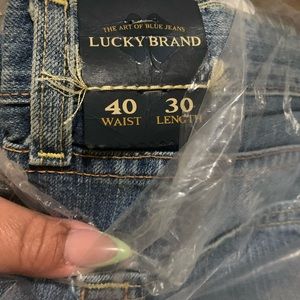 THE ART OF BLUE JEANS
LUCKY BRAND
40 30
WAIST LENGTH